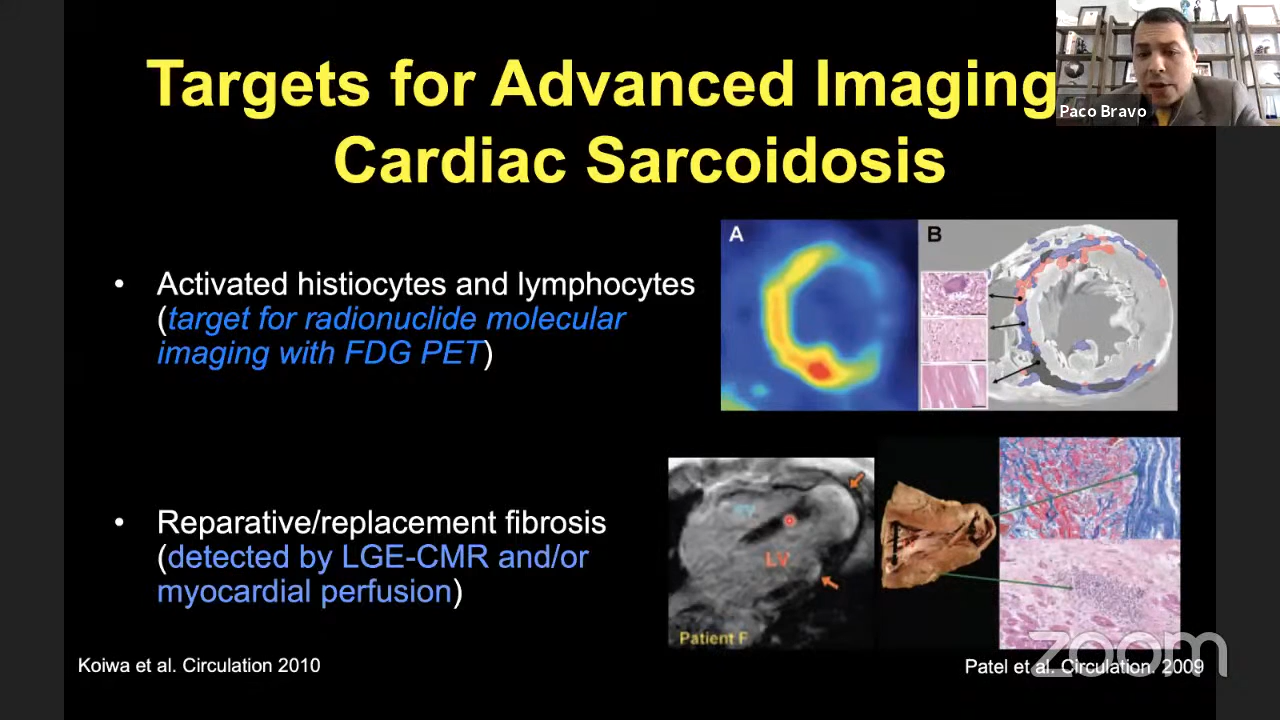 Targets for Advanced Imaging
Cardiac Sarcoidosis
Paco Bravo
• Activated histiocytes and lymphocytes
(target for radionuclide molecular
imaging with FDG PET)
A
B
• Reparative/replacement fibrosis
(detected by LGE-CMR and/or
myocardial perfusion)
RV
LV
Patient F
Koiwa et al. Circulation 2010
Patel et al. Circulation. 2009
zoom